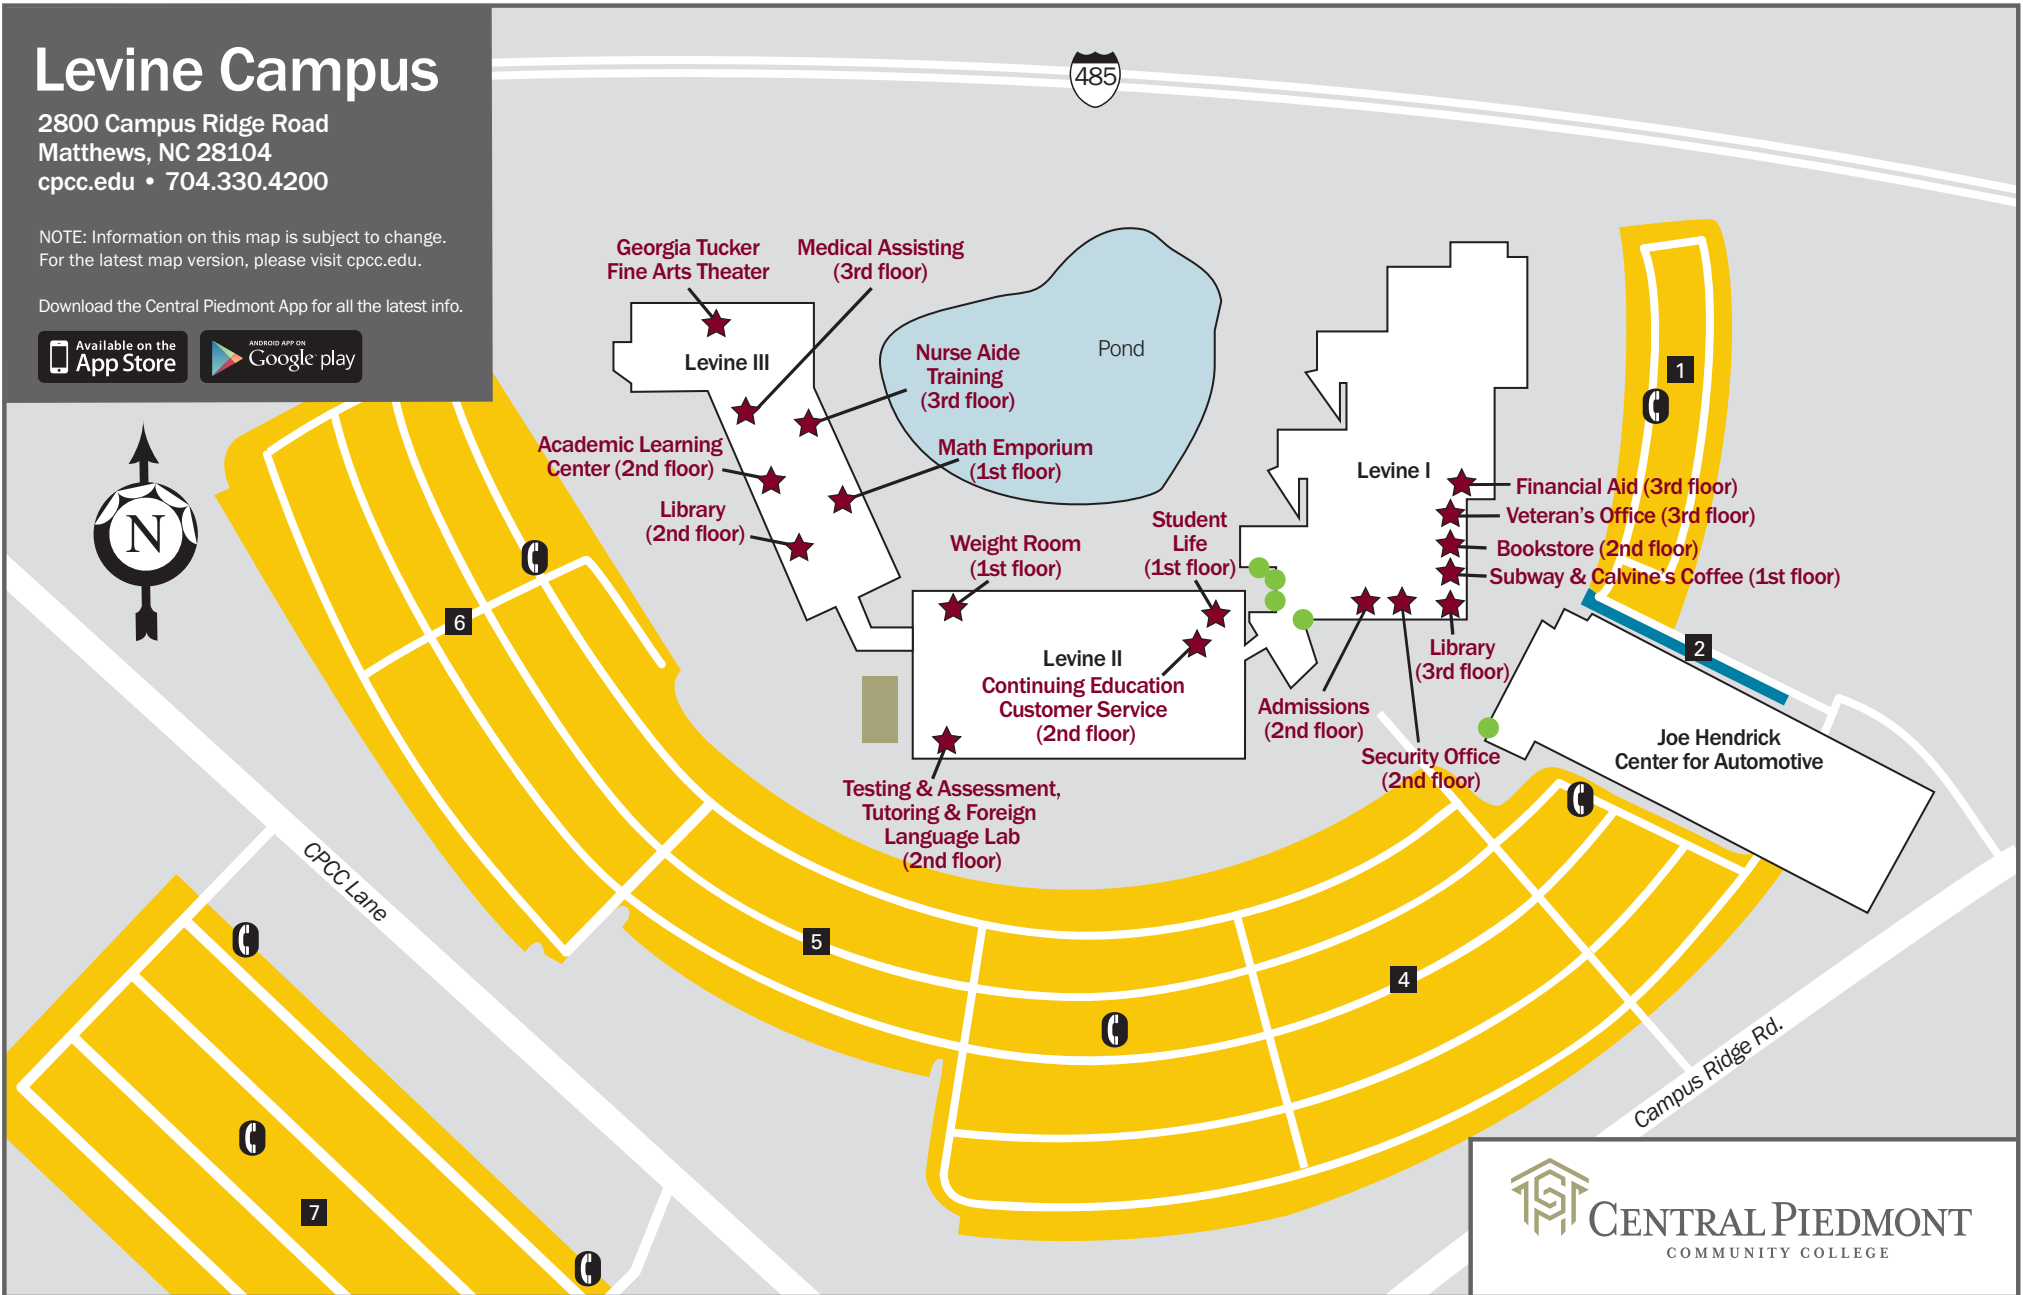 Levine Campus
2800 Campus Ridge Road
Matthews, NC 28104
cpcc.edu • 704.330.4200
NOTE: Information on this map is subject to change.
For the latest map version, please visit cpcc.edu.
Download the Central Piedmont App for all the latest info.
Available on the
App Store
ANDROID APP ON
Google play
485
N
Georgia Tucker
Fine Arts Theater
Medical Assisting
(3rd floor)
Levine III
Nurse Aide
Training
(3rd floor)
Pond
Academic Learning
Center (2nd floor)
Math Emporium
(1st floor)
Library
(2nd floor)
Weight Room
(1st floor)
Student
Life
(1st floor)
Levine I
Financial Aid (3rd floor)
Veteran's Office (3rd floor)
Bookstore (2nd floor)
Subway & Calvine's Coffee (1st floor)
Library
(3rd floor)
Levine II
Continuing Education
Customer Service
(2nd floor)
Admissions
(2nd floor)
Security Office
(2nd floor)
Testing & Assessment,
Tutoring & Foreign
Language Lab
(2nd floor)
Joe Hendrick
Center for Automotive
1
2
6
5
4
7
CPCC Lane
Campus Ridge Rd.
CENTRAL PIEDMONT
COMMUNITY COLLEGE